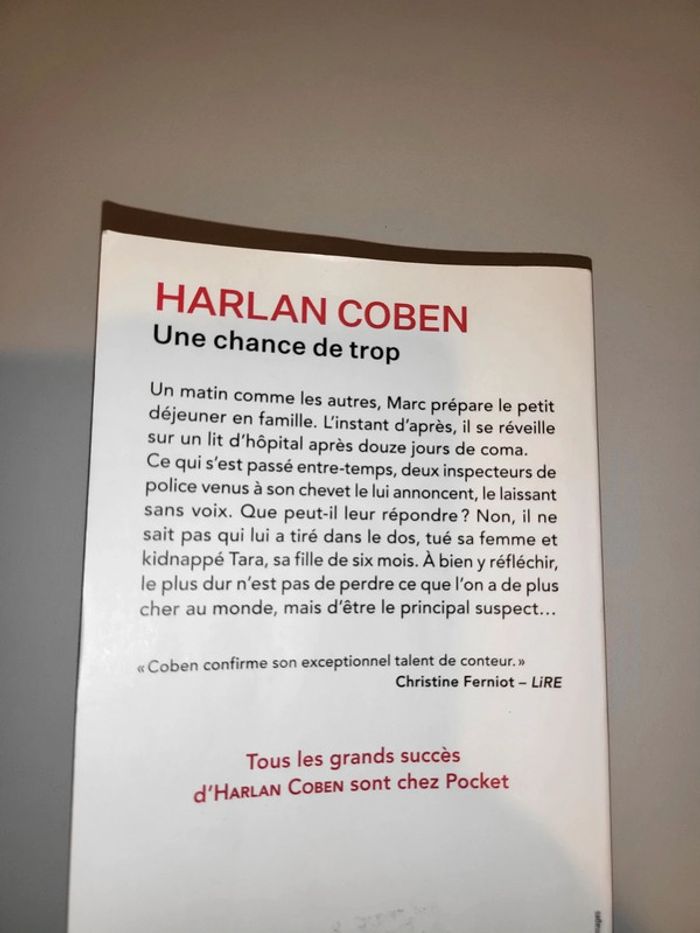 HARLAN COBEN
Une chance de trop
Un matin comme les autres, Marc prépare le petit
déjeuner en famille. L'instant d'après, il se réveille
sur un lit d'hôpital après douze jours de coma.
Ce qui s'est passé entre-temps, deux inspecteurs de
police venus à son chevet le lui annoncent, le laissant
sans voix. Que peut-il leur répondre ? Non, il ne
sait pas qui lui a tiré dans le dos, tué sa femme et
kidnappé Tara, sa fille de six mois. À bien y réfléchir,
le plus dur n'est pas de perdre ce que l'on a de plus
cher au monde, mais d'être le principal suspect…
« Coben confirme son exceptionnel talent de conteur. »
Christine Ferniot – LiRE
Tous les grands succès
d'HARLAN COBEN sont chez Pocket